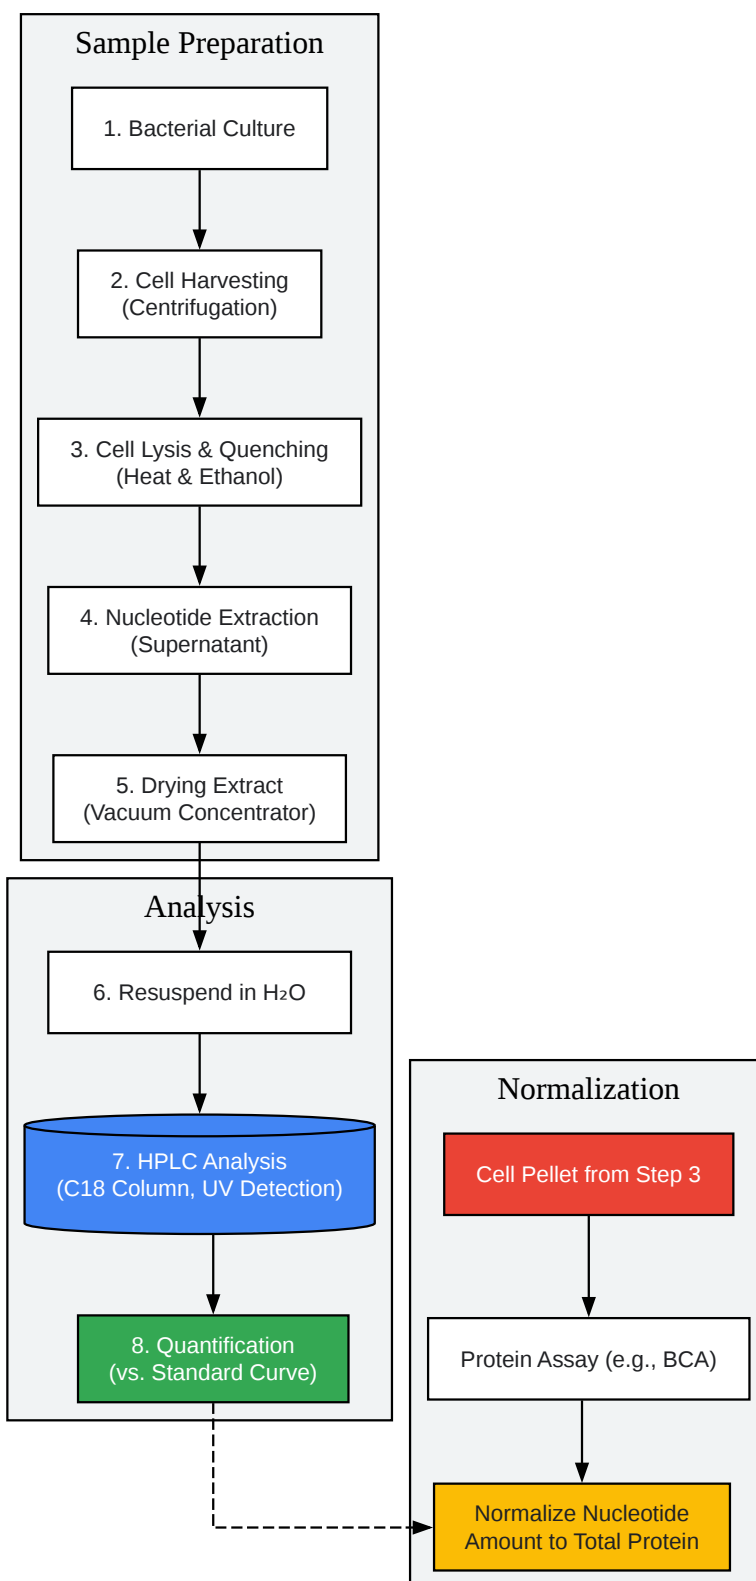 Sample Preparation
1. Bacterial Culture
2. Cell Harvesting
(Centrifugation)
3. Cell Lysis & Quenching
(Heat & Ethanol)
4. Nucleotide Extraction
(Supernatant)
5. Drying Extract
(Vacuum Concentrator)
Analysis
6. Resuspend in H₂O
7. HPLC Analysis
(C18 Column, UV Detection)
8. Quantification
(vs. Standard Curve)
Normalization
Cell Pellet from Step 3
Protein Assay (e.g., BCA)
Normalize Nucleotide
Amount to Total Protein